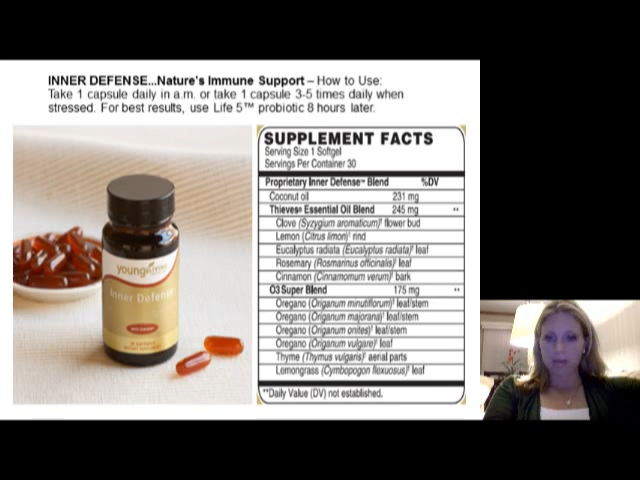 INNER DEFENSE...Nature's Immune Support – How to Use:
Take 1 capsule daily in a.m. or take 1 capsule 3-5 times daily when
stressed. For best results, use Life 5™ probiotic 8 hours later.
young living
Inner Defense
SUPPLEMENT FACTS
Serving Size 1 Softgel
Servings Per Container 30
Proprietary Inner Defense™ Blend %DV
Coconut oil 231 mg
Thieves® Essential Oil Blend 245 mg **
Clove (Syzygium aromaticum)† flower bud
Lemon (Citrus limon)† rind
Eucalyptus radiata (Eucalyptus radiata)† leaf
Rosemary (Rosmarinus officinalis)† leaf
Cinnamon (Cinnamomum verum)† bark
O3 Super Blend 175 mg **
Oregano (Origanum minutiflorum)† leaf/stem
Oregano (Origanum majorana)† leaf/stem
Oregano (Origanum onites)† leaf/stem
Oregano (Origanum vulgare)† leaf
Thyme (Thymus vulgaris)† aerial parts
Lemongrass (Cymbopogon flexuosus)† leaf
**Daily Value (DV) not established.